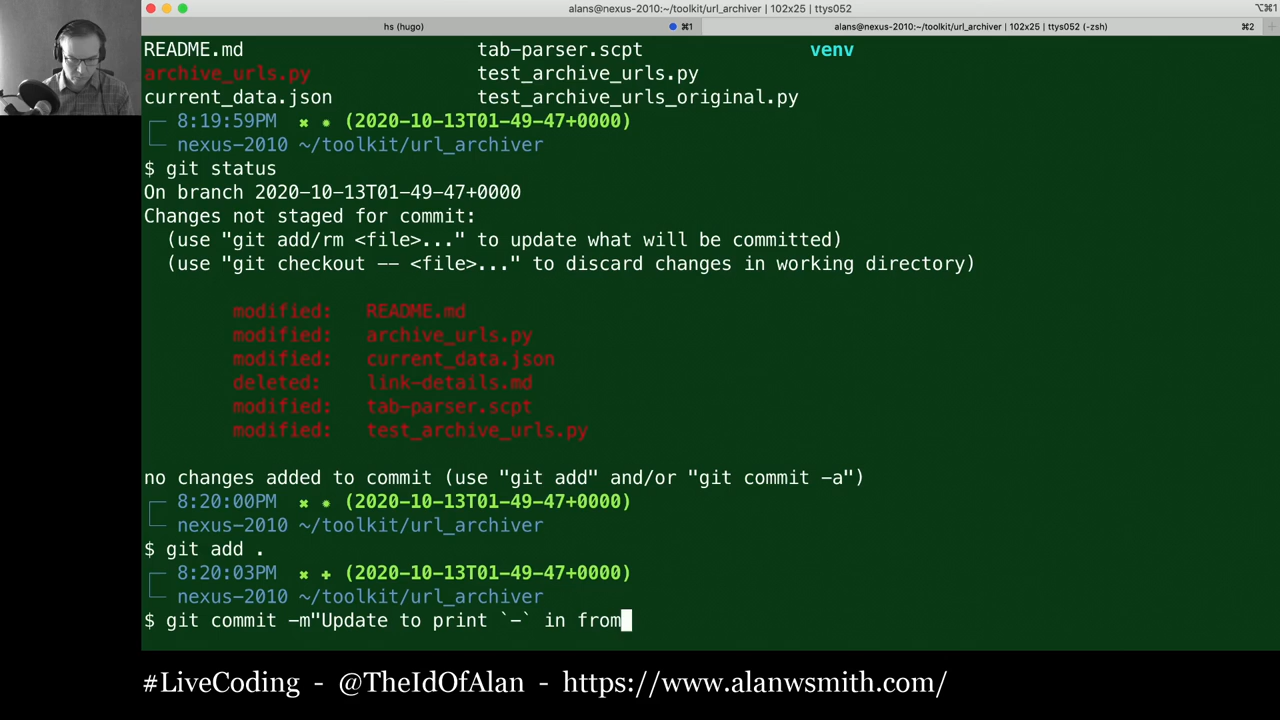 alans@nexus-2010:~/toolkit/url_archiver | 102x25 | ttys052
⌥⌘1
hs (hugo)
⌘1
alans@nexus-2010:~/toolkit/url_archiver | 102x25 | ttys052 (-zsh)
⌘2
README.md tab-parser.scpt venv
archive_urls.py test_archive_urls.py
current_data.json test_archive_urls_original.py
┌─ 8:19:59PM ✖ ✹ (2020-10-13T01-49-47+0000)
└─ nexus-2010 ~/toolkit/url_archiver
$ git status
On branch 2020-10-13T01-49-47+0000
Changes not staged for commit:
(use "git add/rm <file>..." to update what will be committed)
(use "git checkout -- <file>..." to discard changes in working directory)
modified: README.md
modified: archive_urls.py
modified: current_data.json
deleted: link-details.md
modified: tab-parser.scpt
modified: test_archive_urls.py
no changes added to commit (use "git add" and/or "git commit -a")
┌─ 8:20:00PM ✖ ✹ (2020-10-13T01-49-47+0000)
└─ nexus-2010 ~/toolkit/url_archiver
$ git add .
┌─ 8:20:03PM ✖ ✚ (2020-10-13T01-49-47+0000)
└─ nexus-2010 ~/toolkit/url_archiver
$ git commit -m"Update to print `-` in from
#LiveCoding - @TheIdOfAlan - https://www.alanwsmith.com/